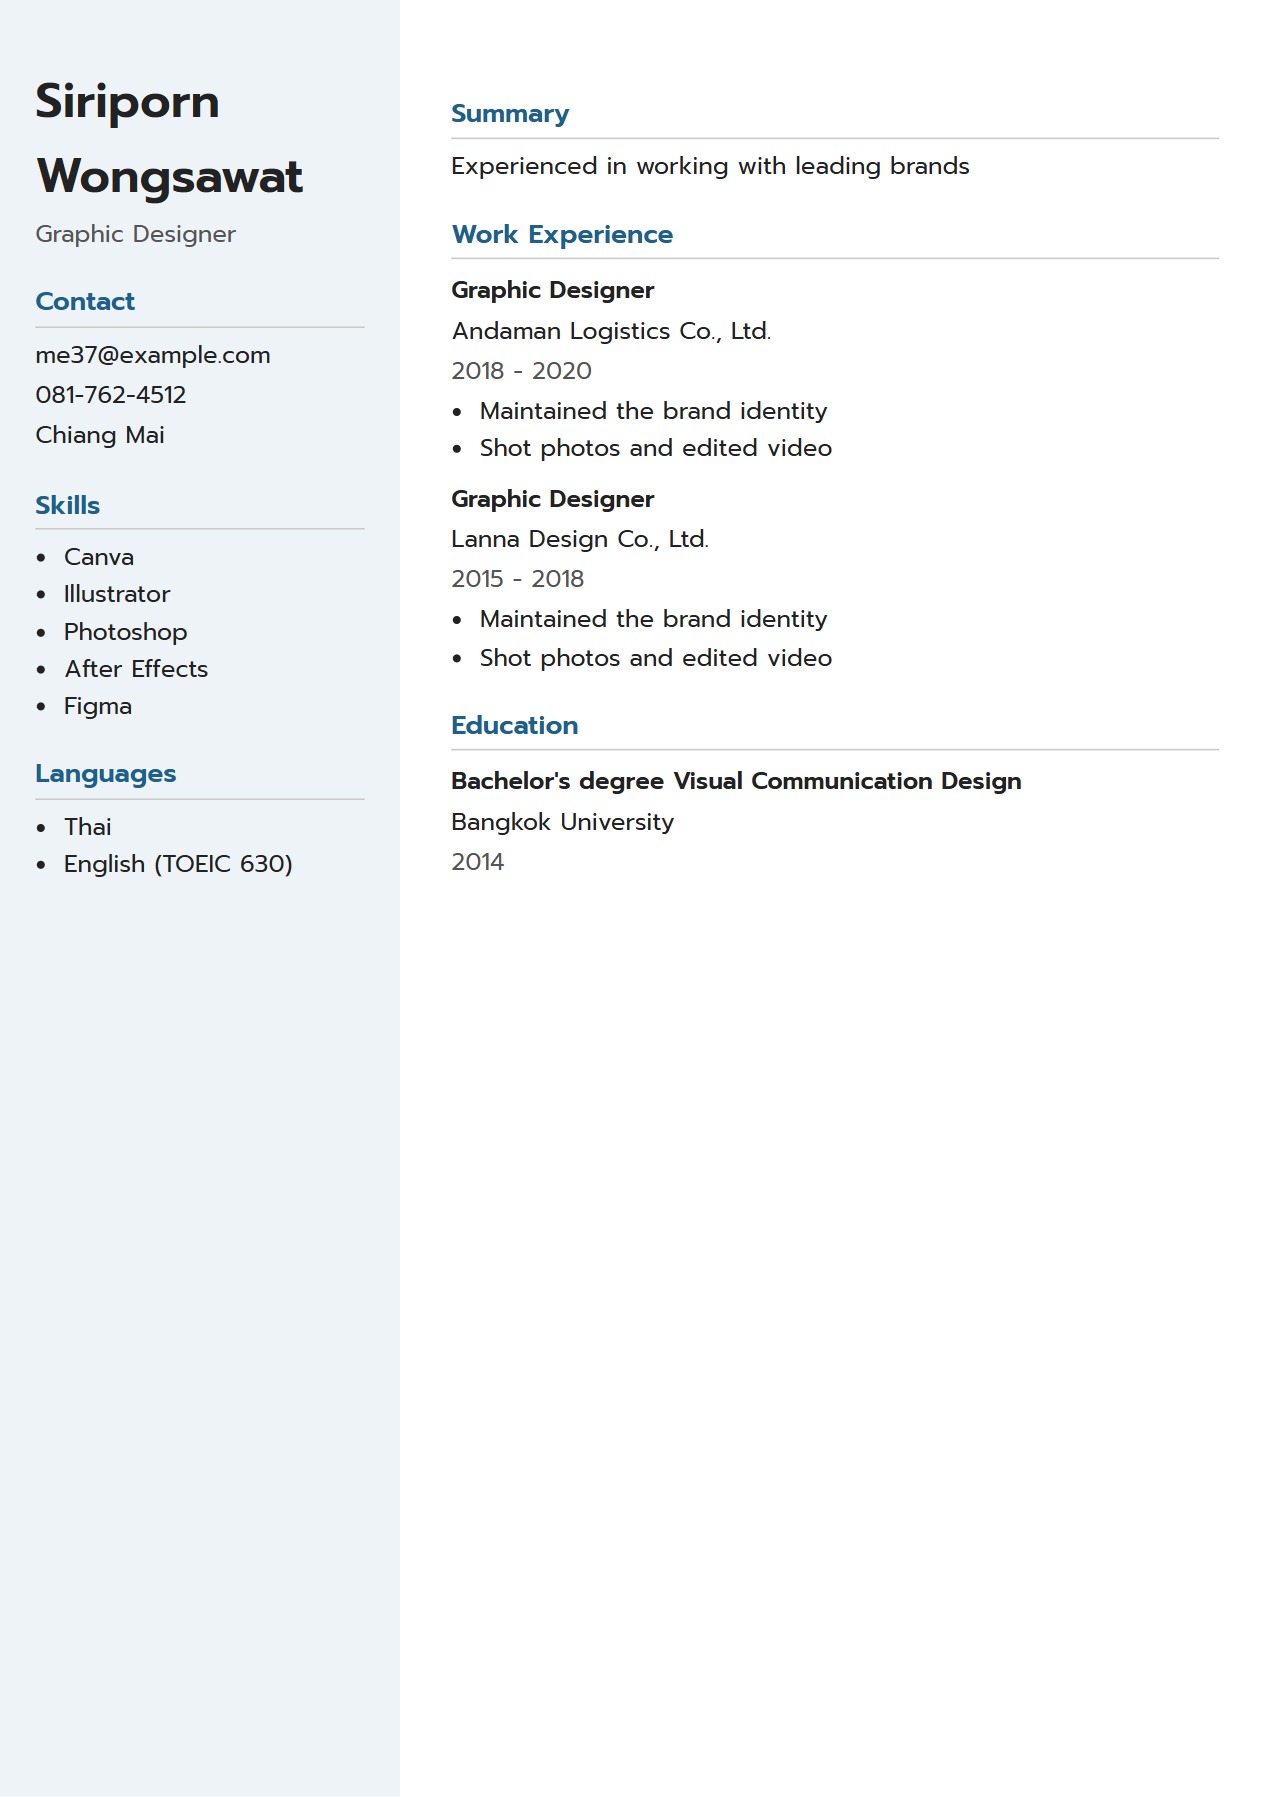 Siriporn
Wongsawat
Graphic Designer
Contact
me37@example.com
081-762-4512
Chiang Mai
Skills
• Canva
• Illustrator
• Photoshop
• After Effects
• Figma
Languages
• Thai
• English (TOEIC 630)
Summary
Experienced in working with leading brands
Work Experience
Graphic Designer
Andaman Logistics Co., Ltd.
2018 - 2020
• Maintained the brand identity
• Shot photos and edited video
Graphic Designer
Lanna Design Co., Ltd.
2015 - 2018
• Maintained the brand identity
• Shot photos and edited video
Education
Bachelor's degree Visual Communication Design
Bangkok University
2014